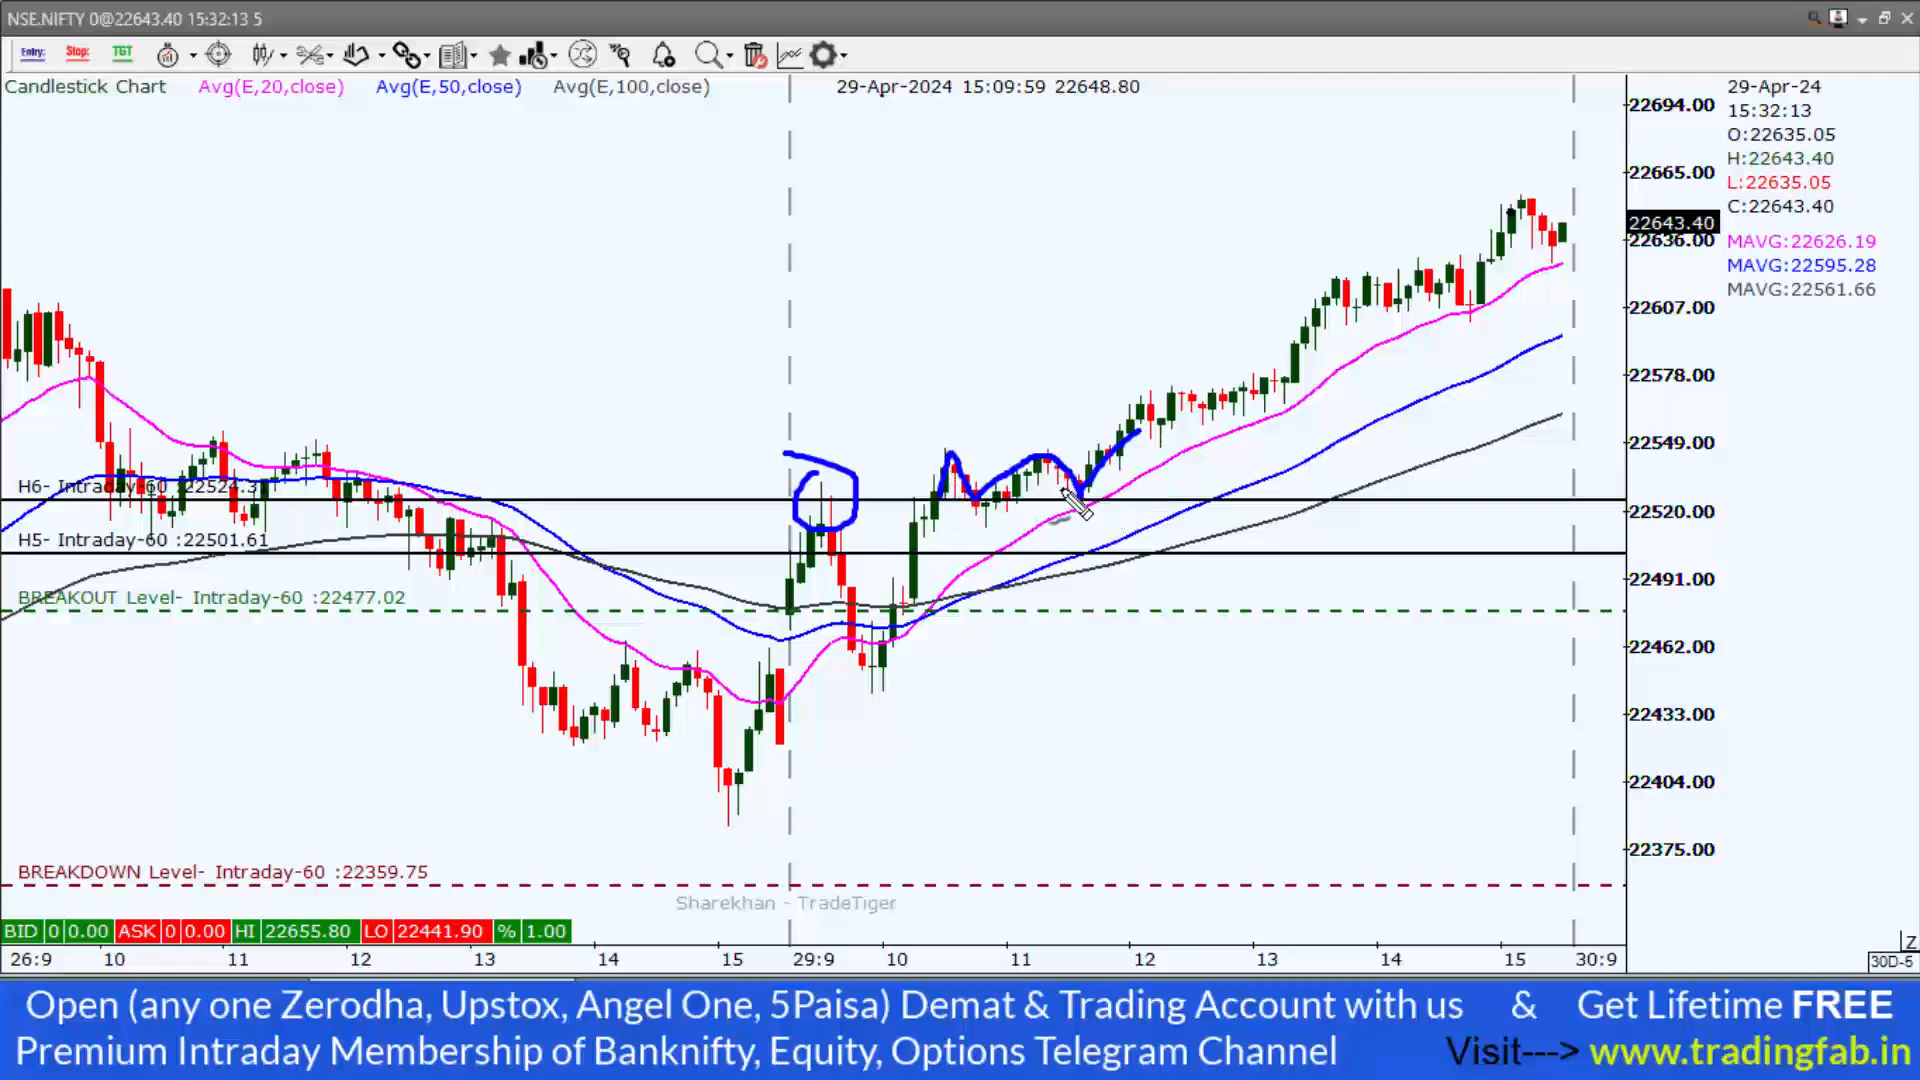 NSE.NIFTY 0@22643.40 15:32:13 5
Entry: Stop: TGT
Candlestick Chart Avg(E,20,close) Avg(E,50,close) Avg(E,100,close) 29-Apr-2024 15:09:59 22648.80
29-Apr-24
15:32:13
O:22635.05
H:22643.40
L:22635.05
C:22643.40
MAVG:22626.19
MAVG:22595.28
MAVG:22561.66
22694.00
22665.00
22643.40
22636.00
22607.00
22578.00
22549.00
22520.00
22491.00
22462.00
22433.00
22404.00
22375.00
H6- Intraday-60 :22524.31
H5- Intraday-60 :22501.61
BREAKOUT Level- Intraday-60 :22477.02
BREAKDOWN Level- Intraday-60 :22359.75
Sharekhan - TradeTiger
BID 0 0.00 ASK 0 0.00 HI 22655.80 LO 22441.90 % 1.00
Z
26:9 10 11 12 13 14 15 29:9 10 11 12 13 14 15 30:9
30D-5
Open (any one Zerodha, Upstox, Angel One, 5Paisa) Demat & Trading Account with us & Get Lifetime FREE
Premium Intraday Membership of Banknifty, Equity, Options Telegram Channel Visit---> www.tradingfab.in